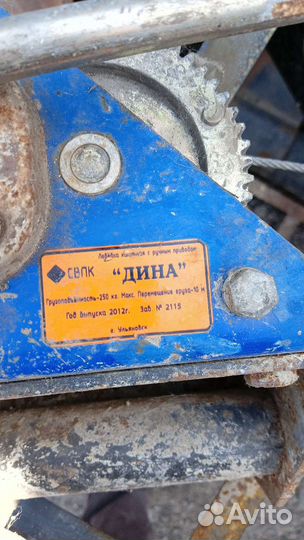 Лебёдка канатная с ручным приводом
СВПК "ДИНА"
Грузоподъёмность-250 кг. Макс. Перемещение груза-10 м
Год выпуска 2012г. Зав. № 2115
г. Ульяновск
Avito